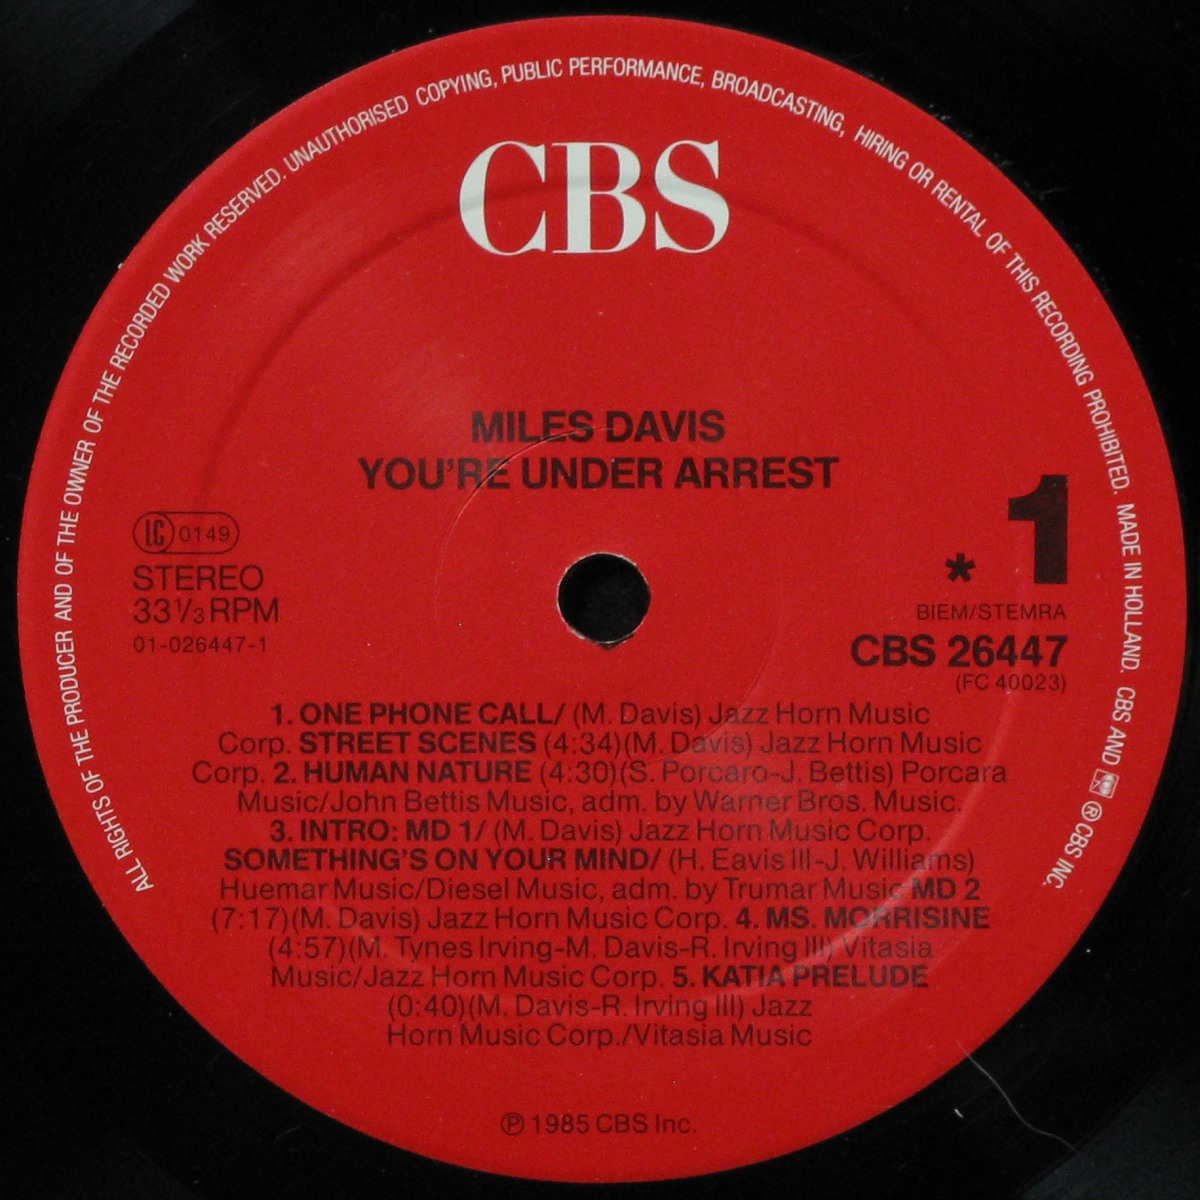 ALL RIGHTS OF THE PRODUCER AND OF THE OWNER OF THE RECORDED WORK RESERVED. UNAUTHORISED COPYING, PUBLIC PERFORMANCE, BROADCASTING, HIRING OR RENTAL OF THIS RECORDING PROHIBITED. MADE IN HOLLAND. CBS AND ® CBS INC.
CBS
MILES DAVIS
YOU'RE UNDER ARREST
LC 0149
STEREO
33 1/3 RPM
01-026447-1
* 1
BIEM/STEMRA
CBS 26447
(FC 40023)
1. ONE PHONE CALL/ (M. Davis) Jazz Horn Music
Corp. STREET SCENES (4:34)(M. Davis) Jazz Horn Music
Corp. 2. HUMAN NATURE (4:30)(S. Porcaro-J. Bettis) Porcara
Music/John Bettis Music, adm. by Warner Bros. Music.
3. INTRO: MD 1/ (M. Davis) Jazz Horn Music Corp.
SOMETHING'S ON YOUR MIND/ (H. Eavis III-J. Williams)
Huemar Music/Diesel Music, adm. by Trumar Music MD 2
(7:17)(M. Davis) Jazz Horn Music Corp. 4. MS. MORRISINE
(4:57)(M. Tynes Irving-M. Davis-R. Irving III) Vitasia
Music/Jazz Horn Music Corp. 5. KATIA PRELUDE
(0:40)(M. Davis-R. Irving III) Jazz
Horn Music Corp./Vitasia Music
℗ 1985 CBS Inc.